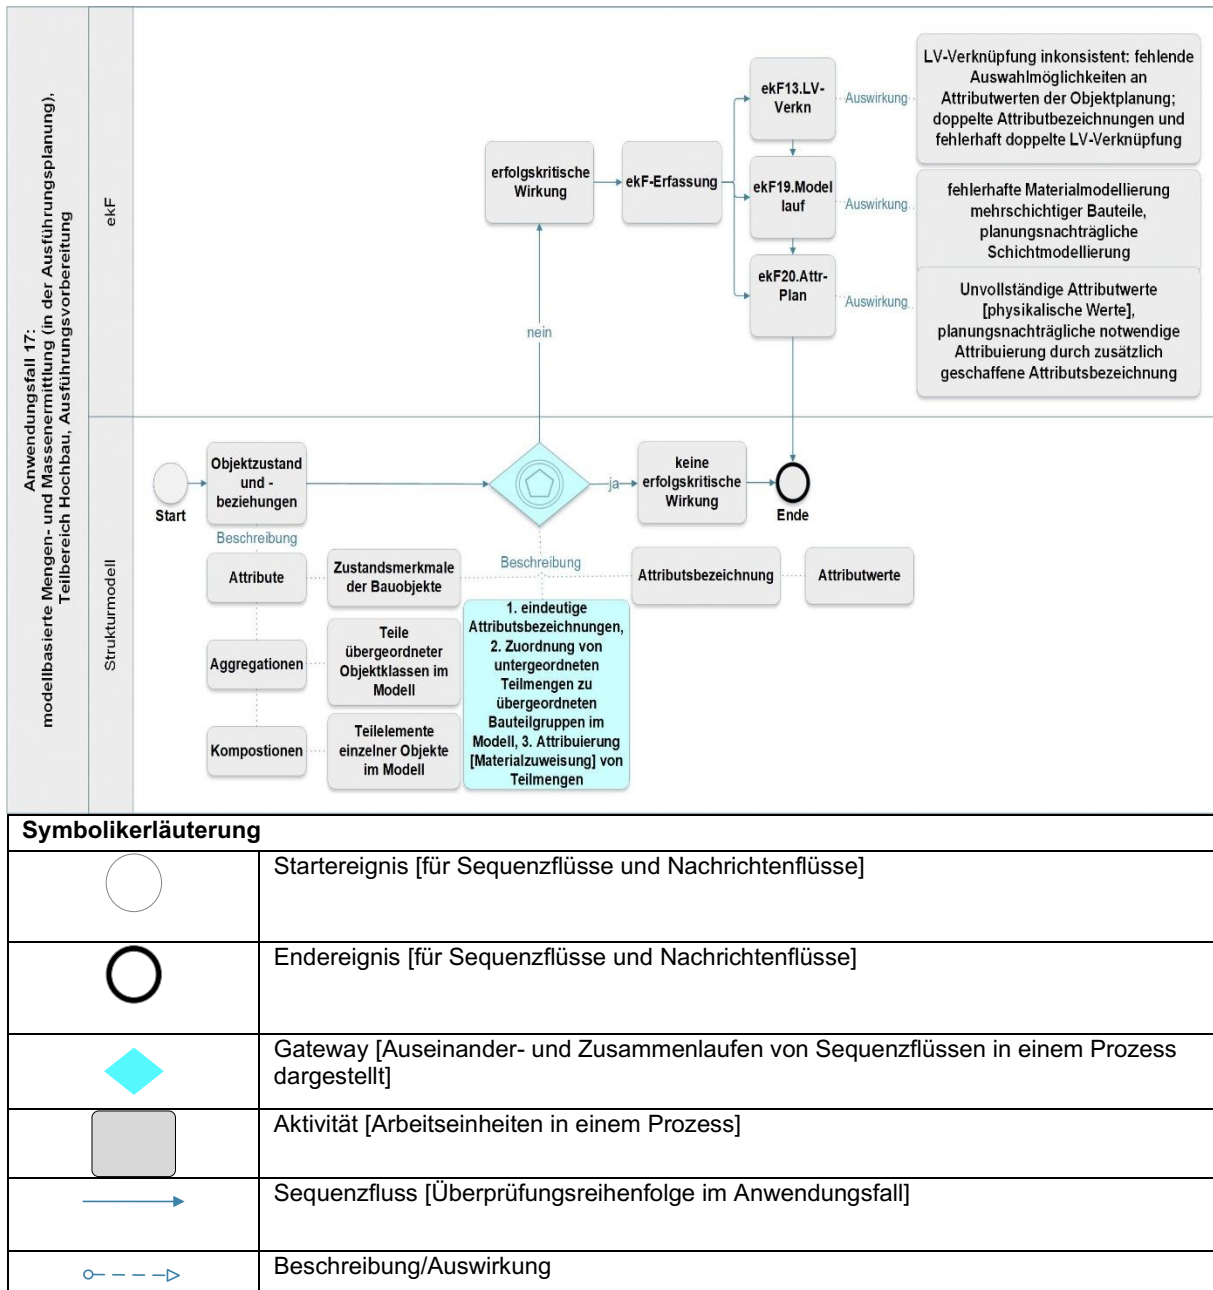 Anwendungsfall 17:
modellbasierte Mengen- und Massenermittlung (in der Ausführungsplanung),
Teilbereich Hochbau, Ausführungsvorbereitung
ekF
erfolgskritische
Wirkung
ekF-Erfassung
ekF13.LV-
Verkn
Auswirkung
LV-Verknüpfung inkonsistent: fehlende
Auswahlmöglichkeiten an
Attributwerten der Objektplanung;
doppelte Attributbezeichnungen und
fehlerhaft doppelte LV-Verknüpfung
ekF19.Model
lauf
Auswirkung
fehlerhafte Materialmodellierung
mehrschichtiger Bauteile,
planungsnachträgliche
Schichtmodellierung
ekF20.Attr-
Plan
Auswirkung
Unvollständige Attributwerte
[physikalische Werte],
planungsnachträgliche notwendige
Attribuierung durch zusätzlich
geschaffene Attributsbezeichnung
nein
Strukturmodell
Start
Objektzustand
und -
beziehungen
ja
keine
erfolgskritische
Wirkung
Ende
Beschreibung
Attribute
Zustandsmerkmale
der Bauobjekte
Beschreibung
Attributsbezeichnung
Attributwerte
Aggregationen
Teile
übergeordneter
Objektklassen im
Modell
Kompostionen
Teilelemente
einzelner Objekte
im Modell
1. eindeutige
Attributsbezeichnungen,
2. Zuordnung von
untergeordneten
Teilmengen zu
übergeordneten
Bauteilgruppen im
Modell, 3. Attribuierung
[Materialzuweisung] von
Teilmengen
Symbolikerläuterung
Startereignis [für Sequenzflüsse und Nachrichtenflüsse]
Endereignis [für Sequenzflüsse und Nachrichtenflüsse]
Gateway [Auseinander- und Zusammenlaufen von Sequenzflüssen in einem Prozess
dargestellt]
Aktivität [Arbeitseinheiten in einem Prozess]
Sequenzfluss [Überprüfungsreihenfolge im Anwendungsfall]
Beschreibung/Auswirkung